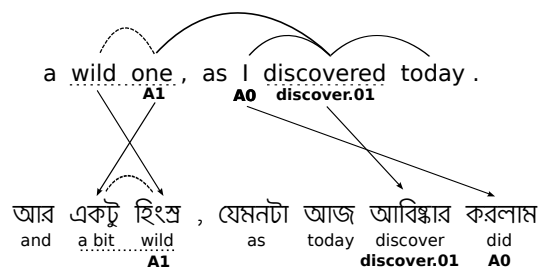 a wild one , as I discovered today .
A1 A0 discover.01
আর একটু হিংস্র , যেমনটা আজ আবিষ্কার করলাম
and a bit wild as today discover did
A1 discover.01 A0